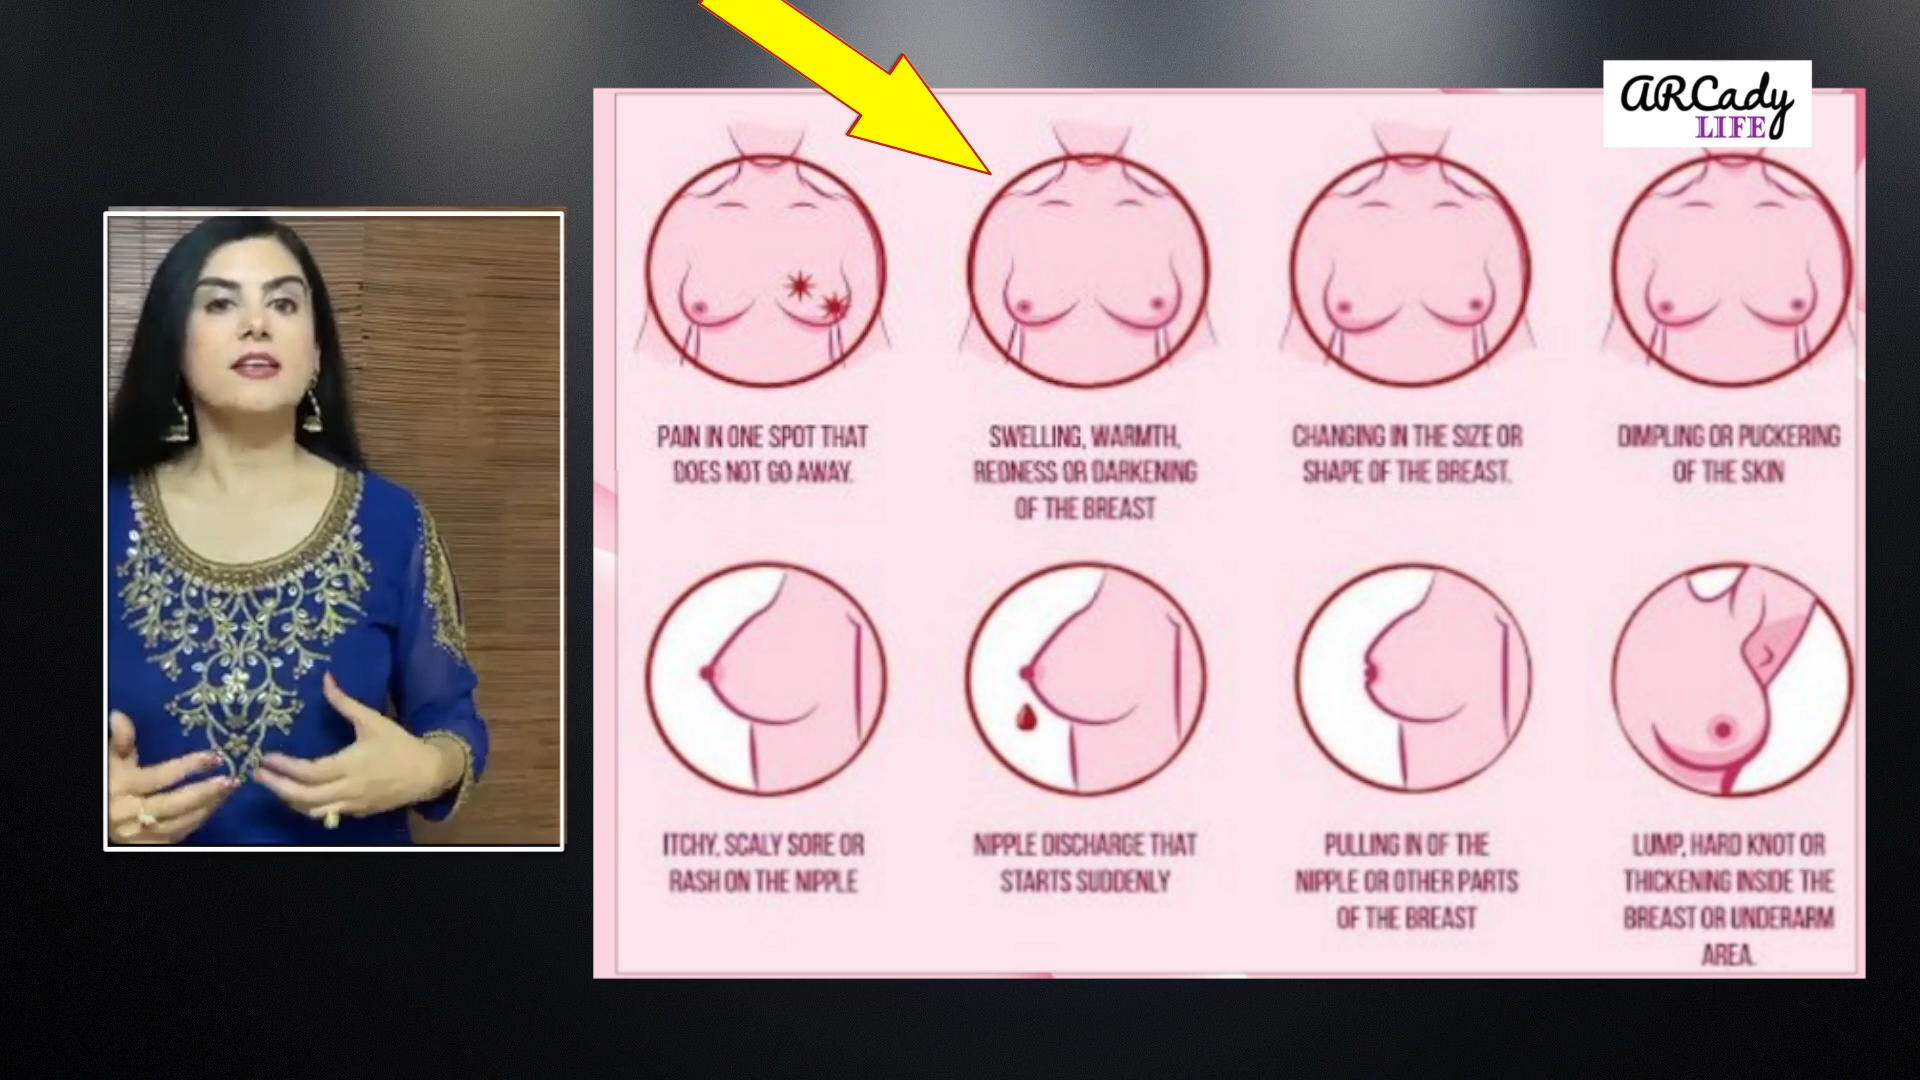 ARCady
LIFE
PAIN IN ONE SPOT THAT
DOES NOT GO AWAY.
SWELLING, WARMTH,
REDNESS OR DARKENING
OF THE BREAST
CHANGING IN THE SIZE OR
SHAPE OF THE BREAST.
DIMPLING OR PUCKERING
OF THE SKIN
ITCHY, SCALY SORE OR
RASH ON THE NIPPLE
NIPPLE DISCHARGE THAT
STARTS SUDDENLY
PULLING IN OF THE
NIPPLE OR OTHER PARTS
OF THE BREAST
LUMP, HARD KNOT OR
THICKENING INSIDE THE
BREAST OR UNDERARM
AREA.